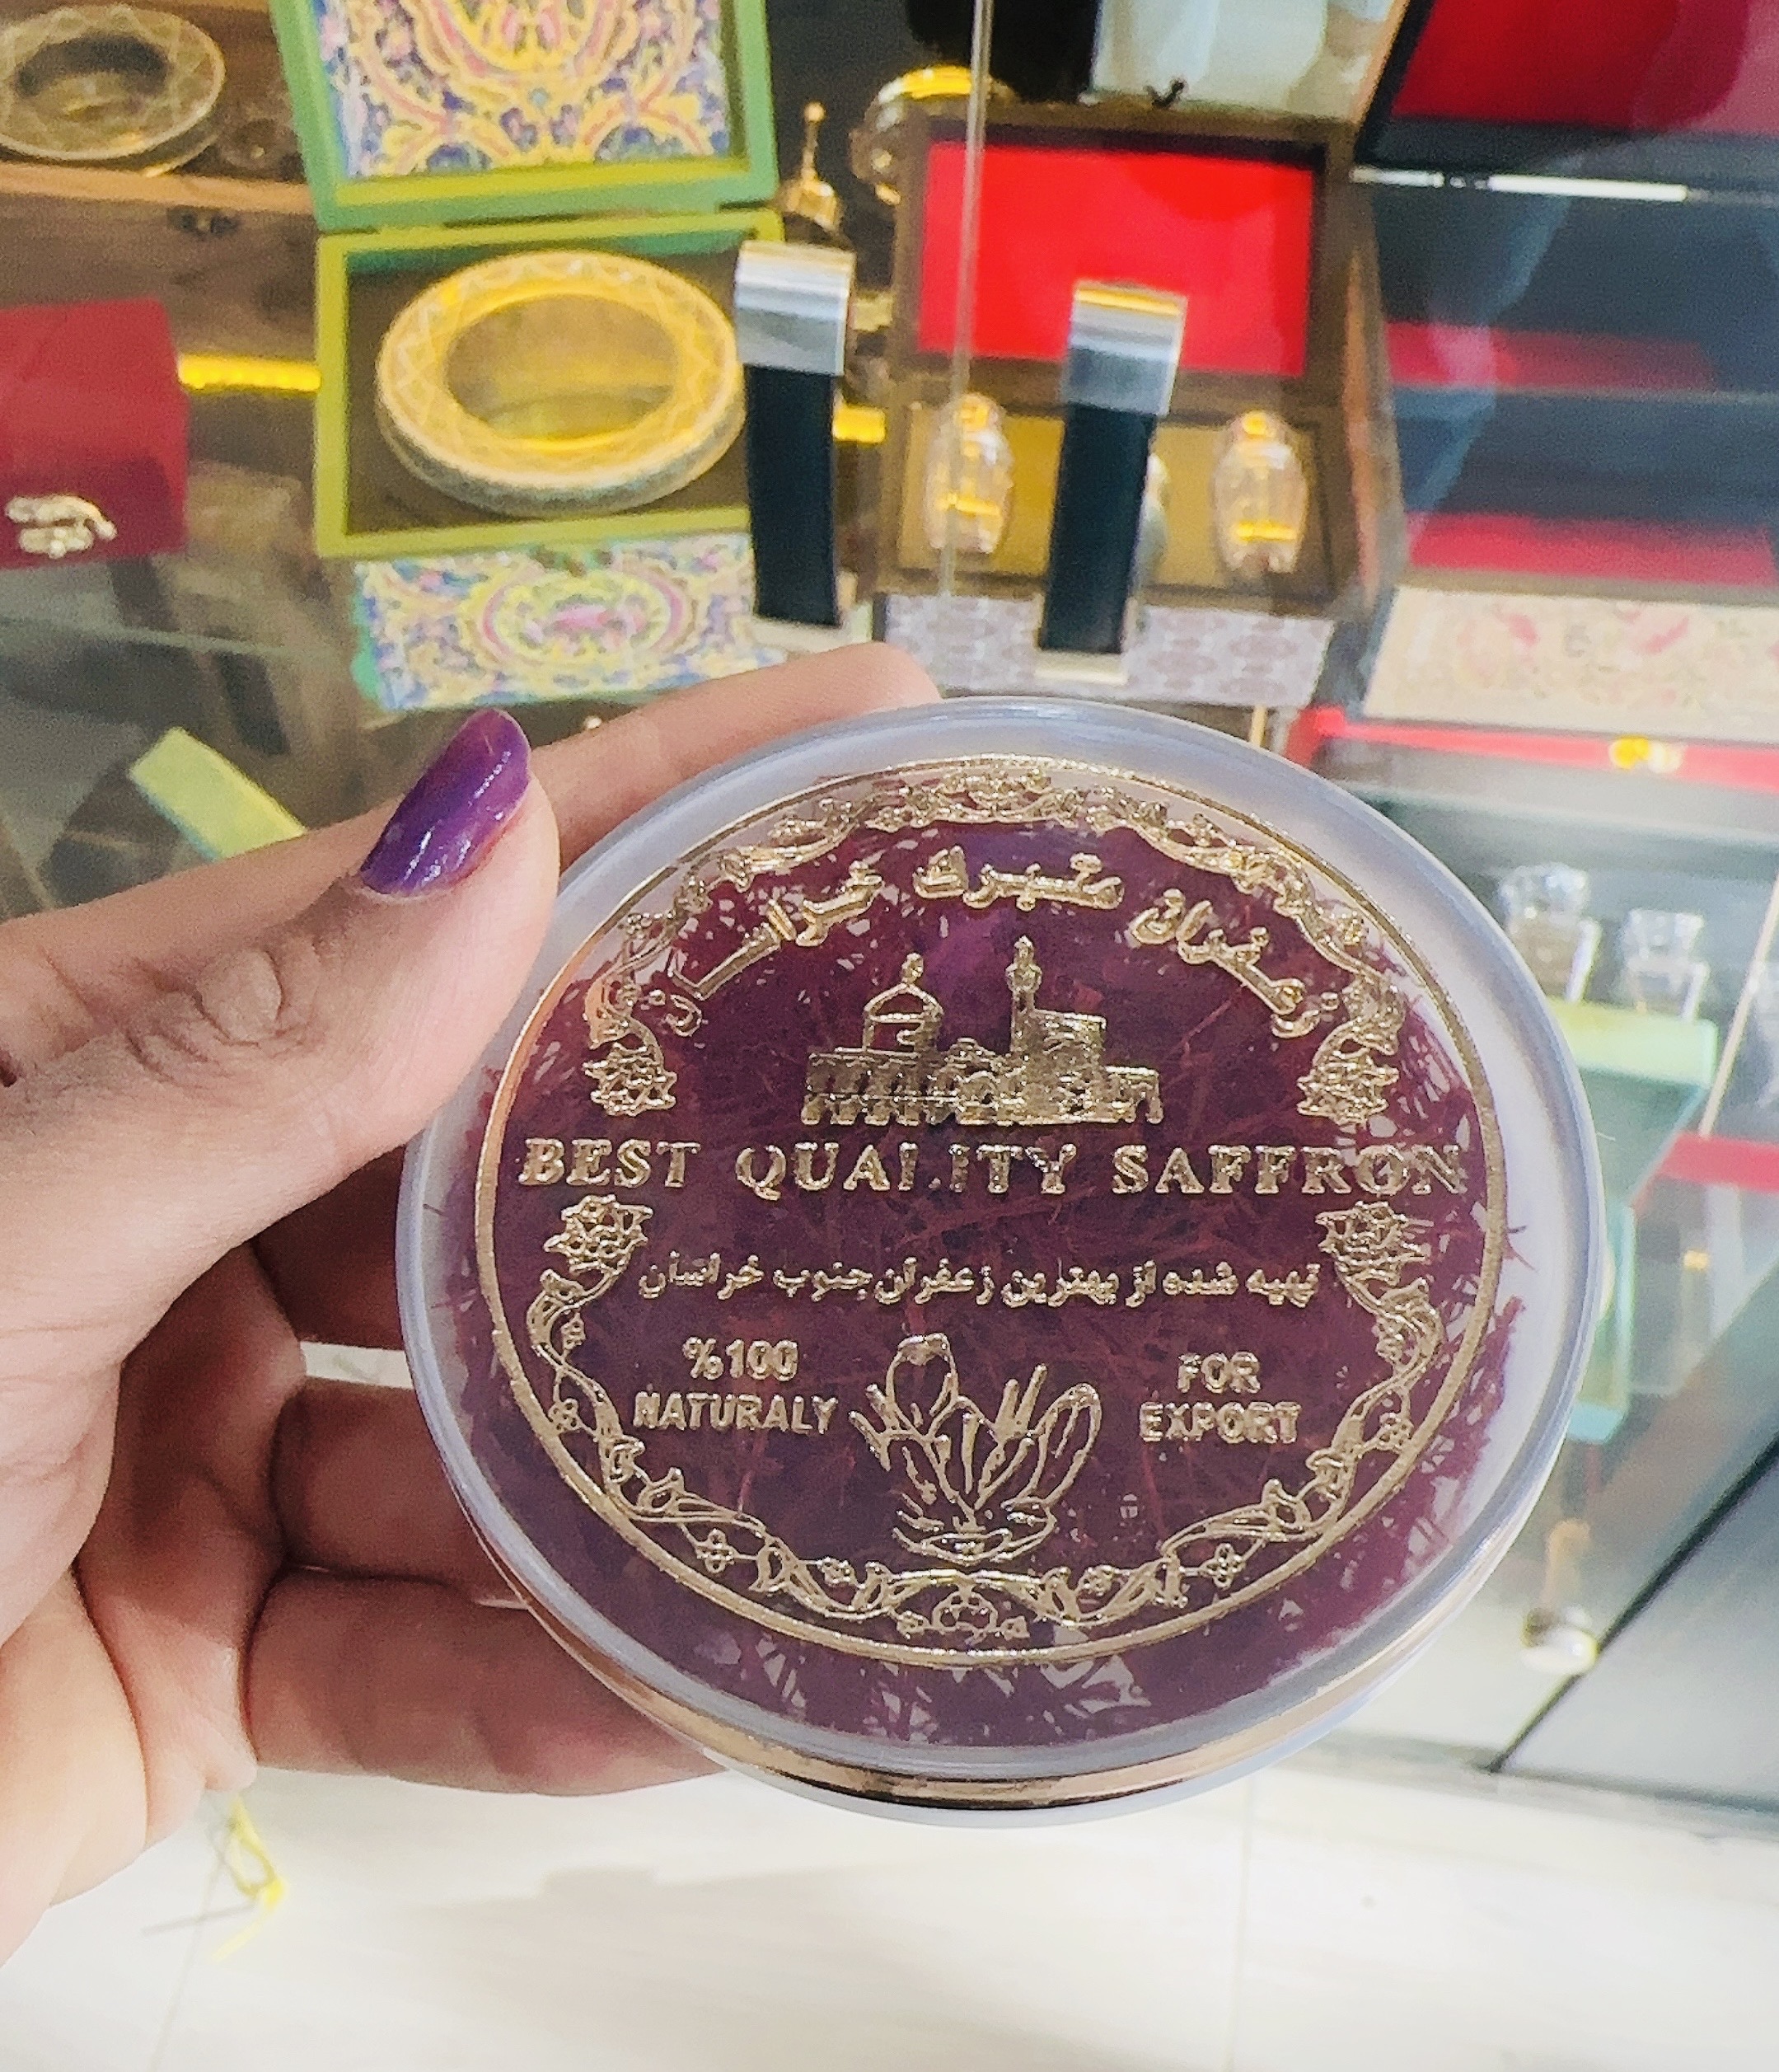 زعفران متبرک خراسان
BEST QUALITY SAFFRON
تهیه شده از بهترین زعفران جنوب خراسان
%100
NATURALY
FOR
EXPORT